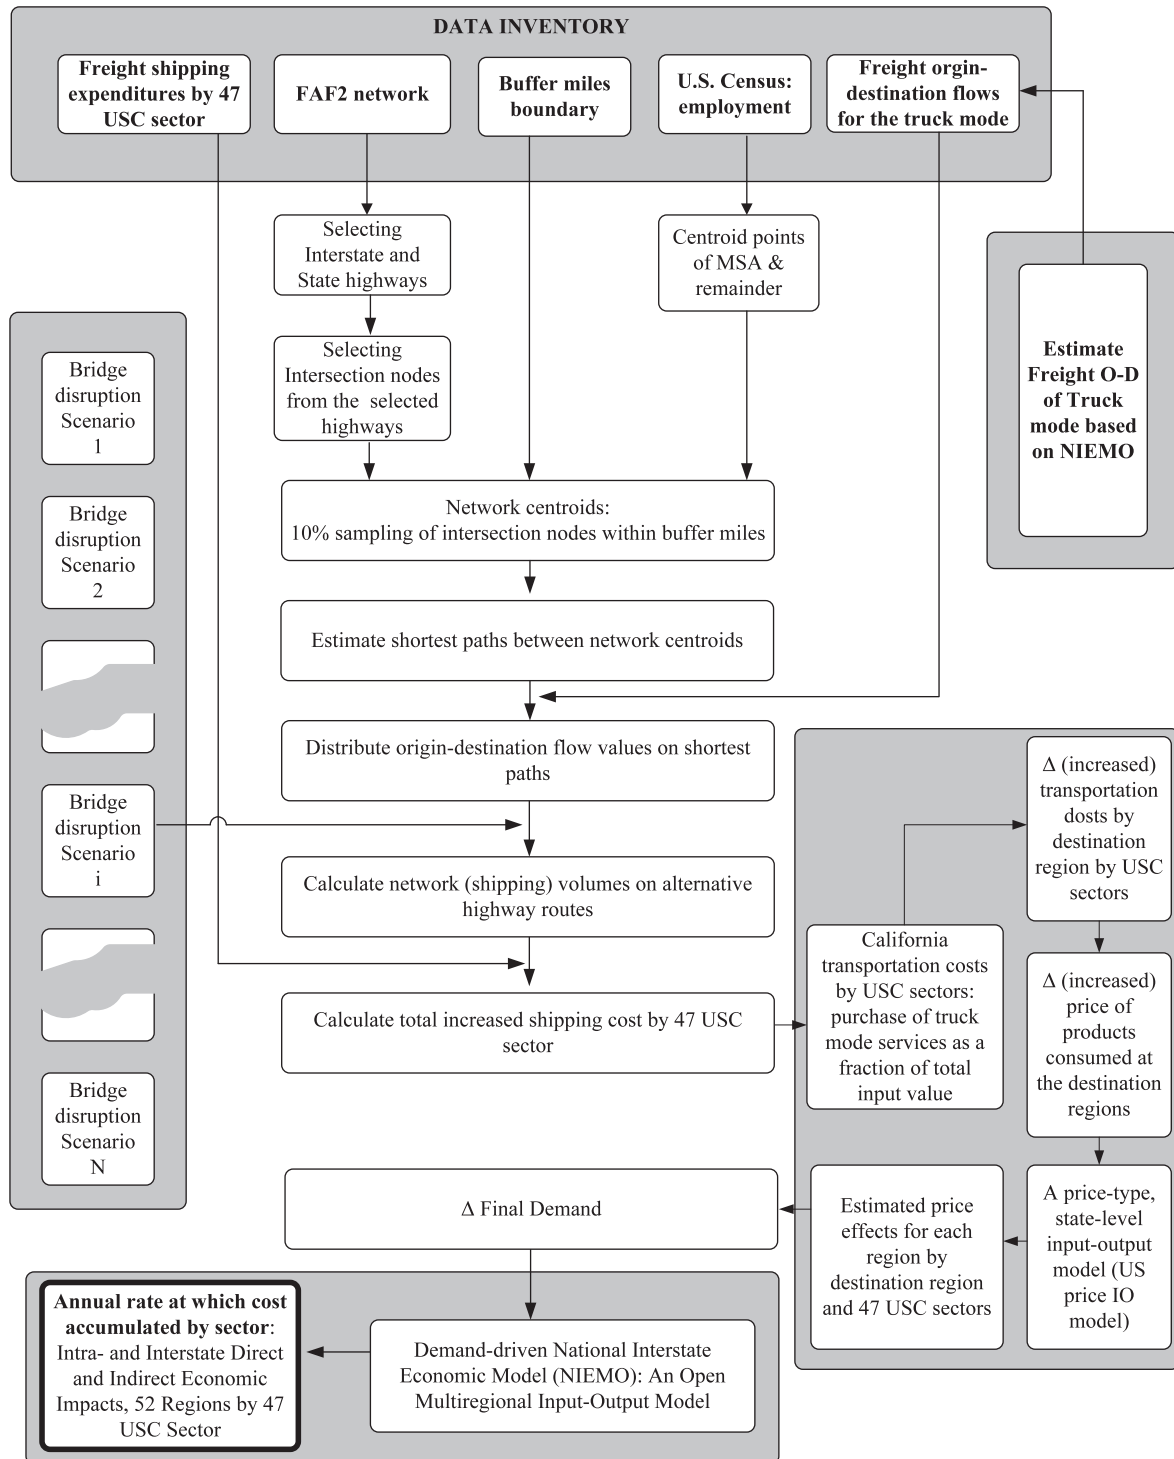 DATA INVENTORY
Freight shipping
expenditures by 47
USC sector
FAF2 network
Buffer miles
boundary
U.S. Census:
employment
Freight orgin-
destination flows
for the truck mode
Selecting
Interstate and
State highways
Centroid points
of MSA &
remainder
Selecting
Intersection nodes
from the selected
highways
Estimate
Freight O-D
of Truck
mode based
on NIEMO
Bridge
disruption
Scenario
1
Bridge
disruption
Scenario
2
Bridge
disruption
Scenario
i
Bridge
disruption
Scenario
N
Network centroids:
10% sampling of intersection nodes within buffer miles
Estimate shortest paths between network centroids
Distribute origin-destination flow values on shortest
paths
Calculate network (shipping) volumes on alternative
highway routes
Calculate total increased shipping cost by 47 USC
sector
California
transportation costs
by USC sectors:
purchase of truck
mode services as a
fraction of total
input value
Δ (increased)
transportation
dosts by
destination
region by USC
sectors
Δ (increased)
price of
products
consumed at
the destination
regions
A price-type,
state-level
input-output
model (US
price IO
model)
Estimated price
effects for each
region by
destination region
and 47 USC sectors
Δ Final Demand
Demand-driven National Interstate
Economic Model (NIEMO): An Open
Multiregional Input-Output Model
Annual rate at which cost
accumulated by sector:
Intra- and Interstate Direct
and Indirect Economic
Impacts, 52 Regions by 47
USC Sector